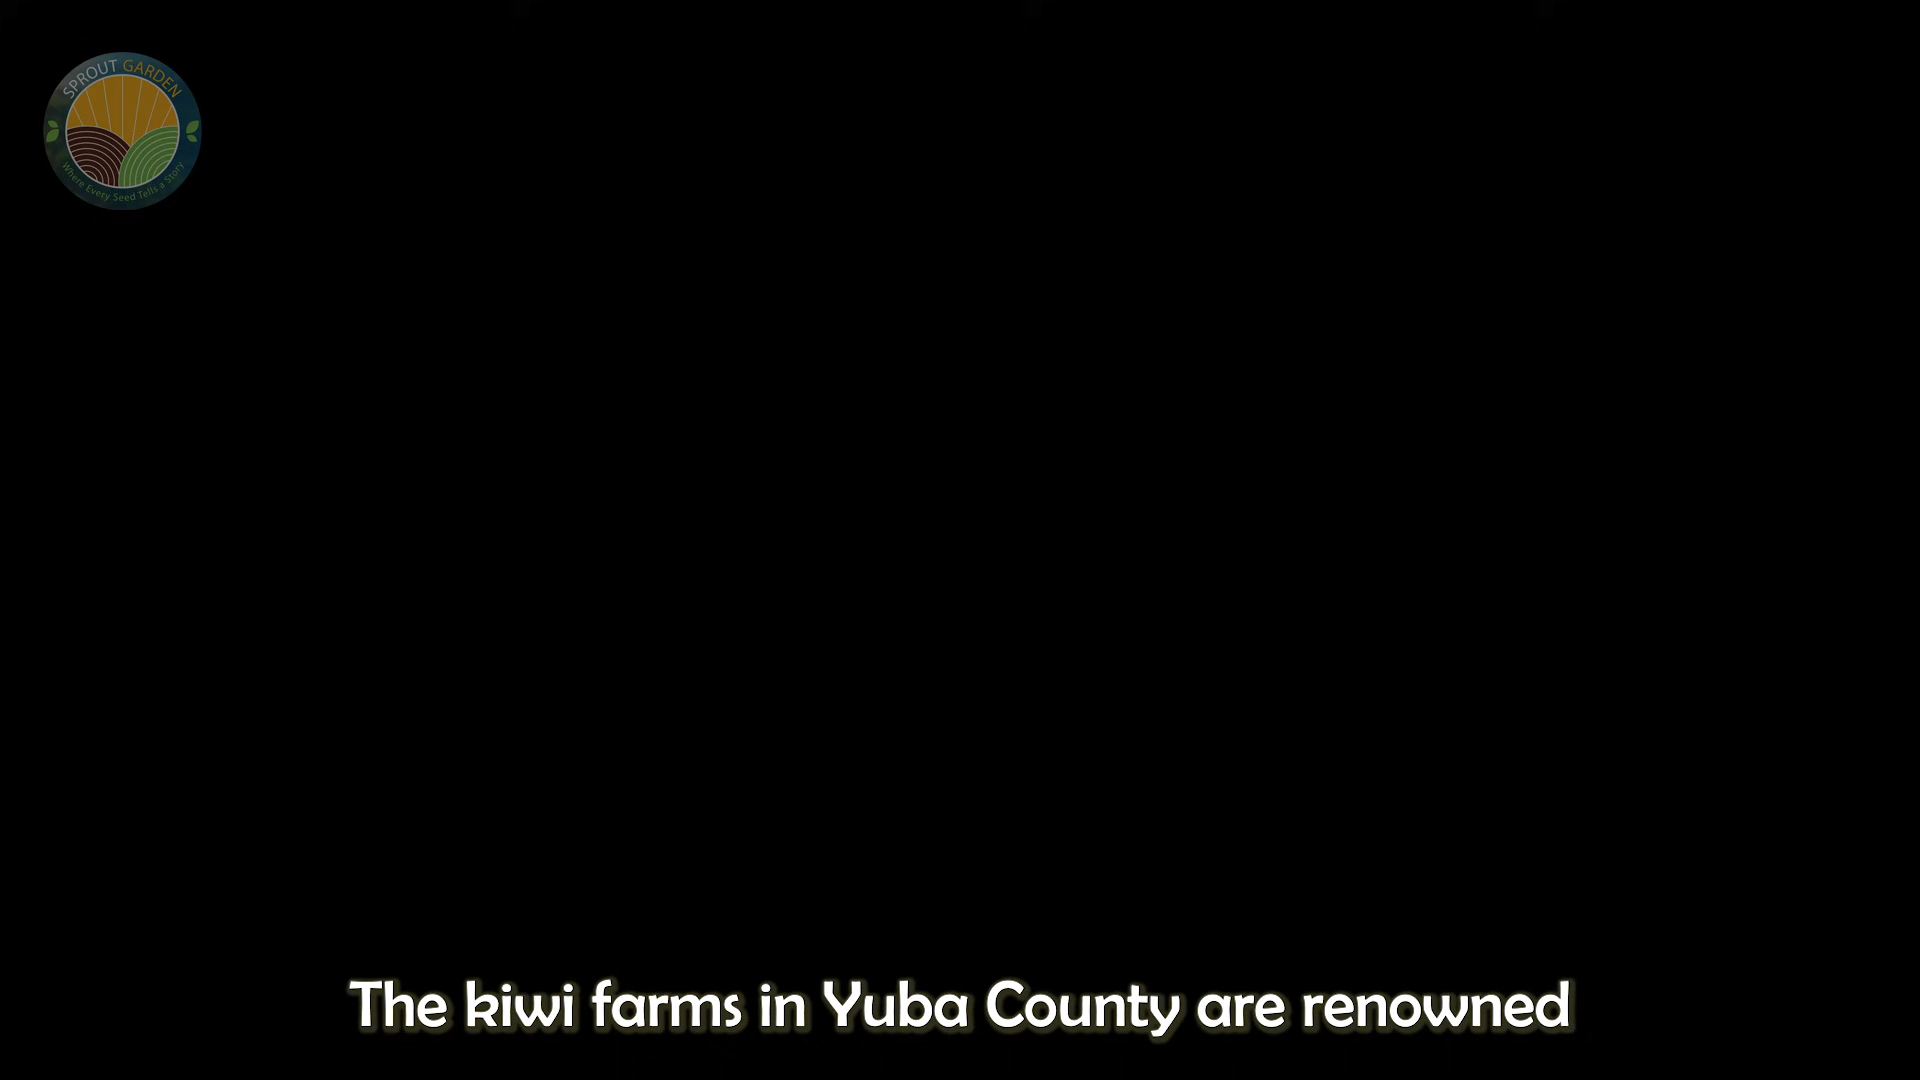 SPROUT GARDEN
Where Every Seed Tells a Story
The kiwi farms in Yuba County are renowned